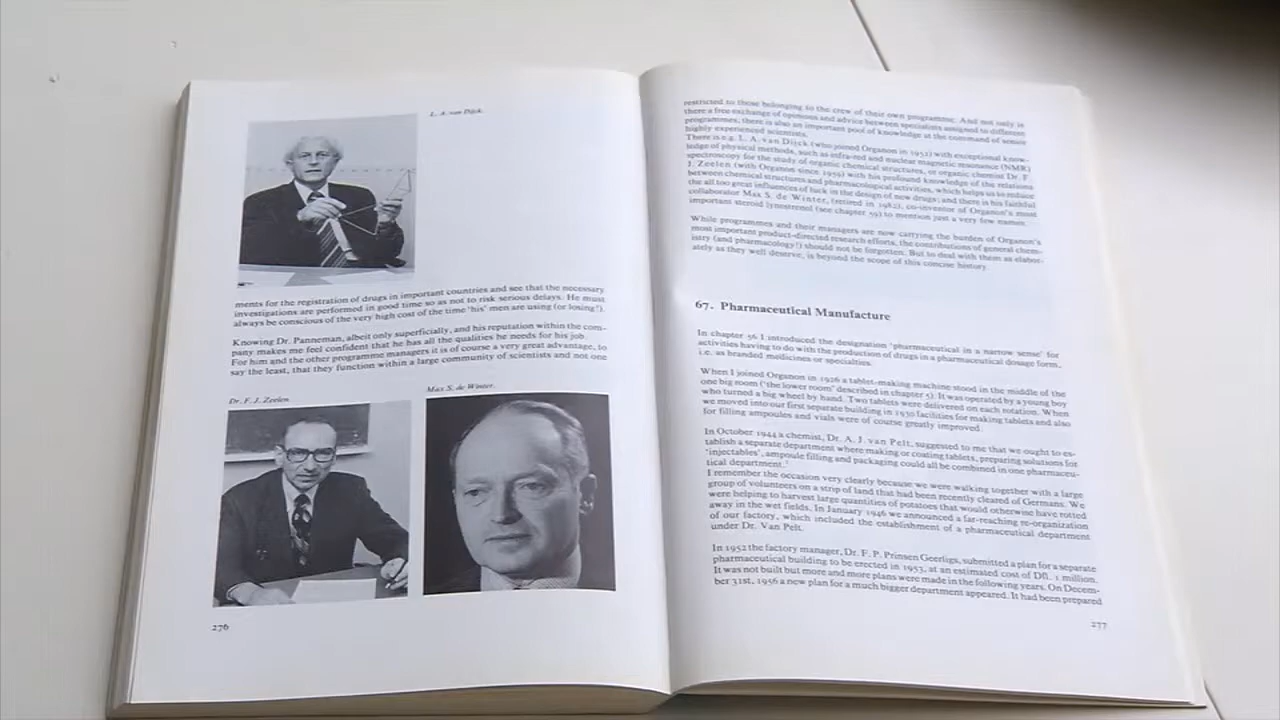 L. A. van Dijck.
ments for the registration of drugs in important countries and see that the necessary
investigations are performed in good time so as not to risk serious delays. He must
always be conscious of the very high cost of the time 'his' men are using (or losing!).
Knowing Dr. Panneman, albeit only superficially, and his reputation within the com-
pany makes me feel confident that he has all the qualities he needs for his job.
For him and the other programme managers it is of course a very great advantage, to
say the least, that they function within a large community of scientists and not one
Dr. F. J. Zeelen.
Max S. de Winter.
276
restricted to those belonging to the crew of their own programme. And not only is
there a free exchange of opinions and advice between specialists assigned to different
programmes, there is also an important pool of knowledge at the command of senior
highly experienced scientists.
There is e.g. L. A. van Dijck (who joined Organon in 1952) with exceptional know-
ledge of physical methods, such as infra-red and nuclear magnetic resonance (NMR)
spectroscopy for the study of organic chemical structures, or organic chemist Dr. F.
J. Zeelen (with Organon since 1959) with his profound knowledge of the relations
between chemical structures and pharmacological activities, which helps us to reduce
the all too great influences of luck in the design of new drugs; and there is his faithful
collaborator Max S. de Winter, (retired in 1982), co-inventor of Organon's most
important steroid lynestrenol (see chapter 59) to mention just a very few names.
While programmes and their managers are now carrying the burden of Organon's
most important product-directed research efforts, the contributions of general chem-
istry (and pharmacology!) should not be forgotten. But to deal with them as elabor-
ately as they well deserve, is beyond the scope of this concise history.
67. Pharmaceutical Manufacture
In chapter 56 I introduced the designation 'pharmaceutical in a narrow sense' for
activities having to do with the production of drugs in a pharmaceutical dosage form,
i.e. as branded medicines or specialties.
When I joined Organon in 1926 a tablet-making machine stood in the middle of the
one big room ('the lower room' described in chapter 5). It was operated by a young boy
who turned a big wheel by hand. Two tablets were delivered on each rotation. When
we moved into our first separate building in 1930 facilities for making tablets and also
for filling ampoules and vials were of course greatly improved.
In October 1944 a chemist, Dr. A. J. van Pelt, suggested to me that we ought to es-
tablish a separate department where making or coating tablets, preparing solutions for
'injectables', ampoule filling and packaging could all be combined in one pharmaceu-
tical department.
I remember the occasion very clearly because we were walking together with a large
group of volunteers on a strip of land that had been recently cleared of Germans. We
were helping to harvest large quantities of potatoes that would otherwise have rotted
away in the wet fields. In January 1946 we announced a far-reaching re-organization
of our factory, which included the establishment of a pharmaceutical department
under Dr. Van Pelt.
In 1952 the factory manager, Dr. F. P. Prinsen Geerligs, submitted a plan for a separate
pharmaceutical building to be erected in 1953, at an estimated cost of Dfl. 1 million.
It was not built but more and more plans were made in the following years. On Decem-
ber 31st, 1956 a new plan for a much bigger department appeared. It had been prepared
277